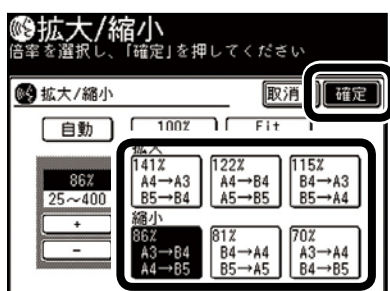 拡大/縮小
倍率を選択し、「確定」を押してください
拡大/縮小
取消
確定
自動
100%
Fit
86%
25～400
+
-
拡大
141%
A4→A3
B5→B4
122%
A4→B4
A5→B5
115%
B4→A3
B5→A4
縮小
86%
A3→B4
A4→B5
81%
B4→A4
B5→A5
70%
A3→A4
B4→B5